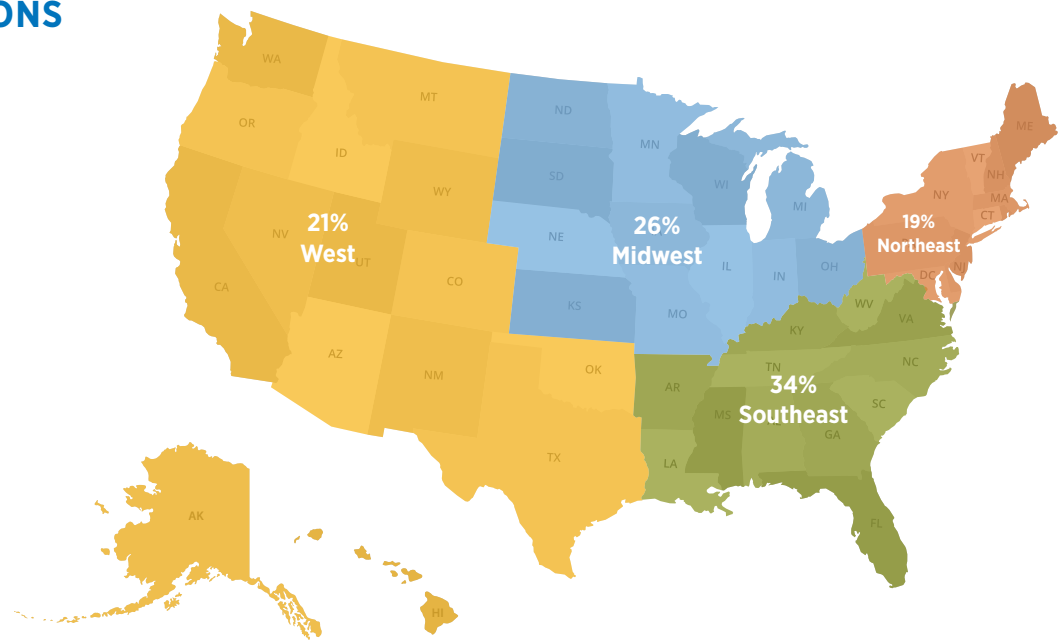 ONS
WA
MT
OR
ID
WY
NV
UT
CO
CA
AZ
NM
OK
TX
21%
West
ND
MN
SD
WI
MI
NE
IL
IN
OH
KS
MO
26%
Midwest
ME
VT
NH
NY
MA
CT
NJ
DC
19%
Northeast
WV
VA
KY
TN
NC
AR
SC
MS
GA
LA
FL
34%
Southeast
AK
HI